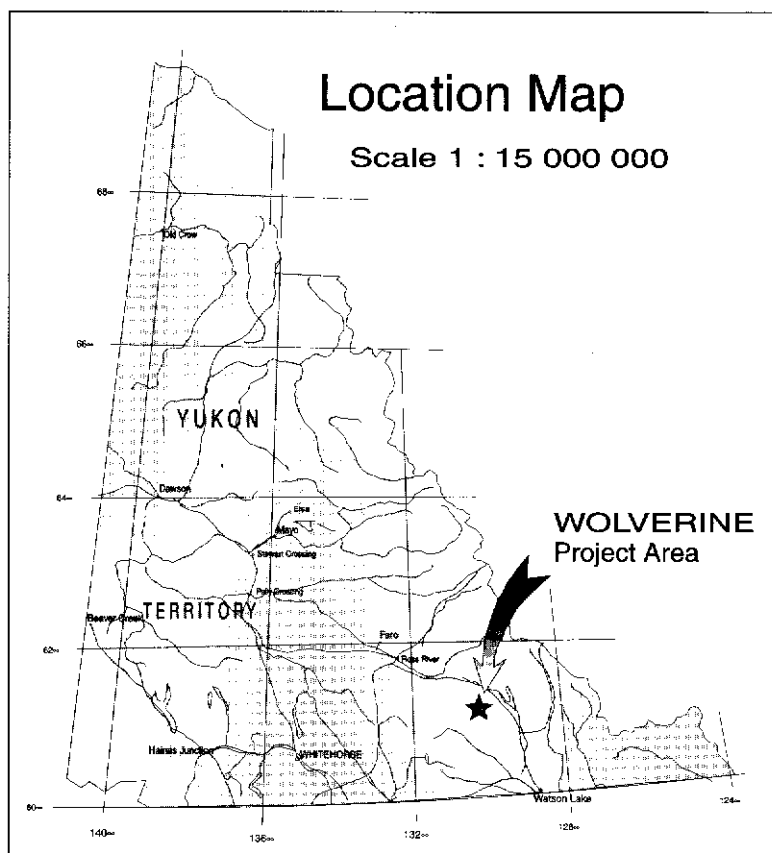 Location Map
Scale 1 : 15 000 000
68∞
Old Crow
66∞
YUKON
64∞
Dawson
Elsa
Mayo
Stewart Crossing
WOLVERINE
Project Area
Pelly Crossing
TERRITORY
Beaver Creek
Faro
62∞
Ross River
Hains Junction
WHITEHORSE
60∞
Watson Lake
140∞
136∞
132∞
128∞
124∞